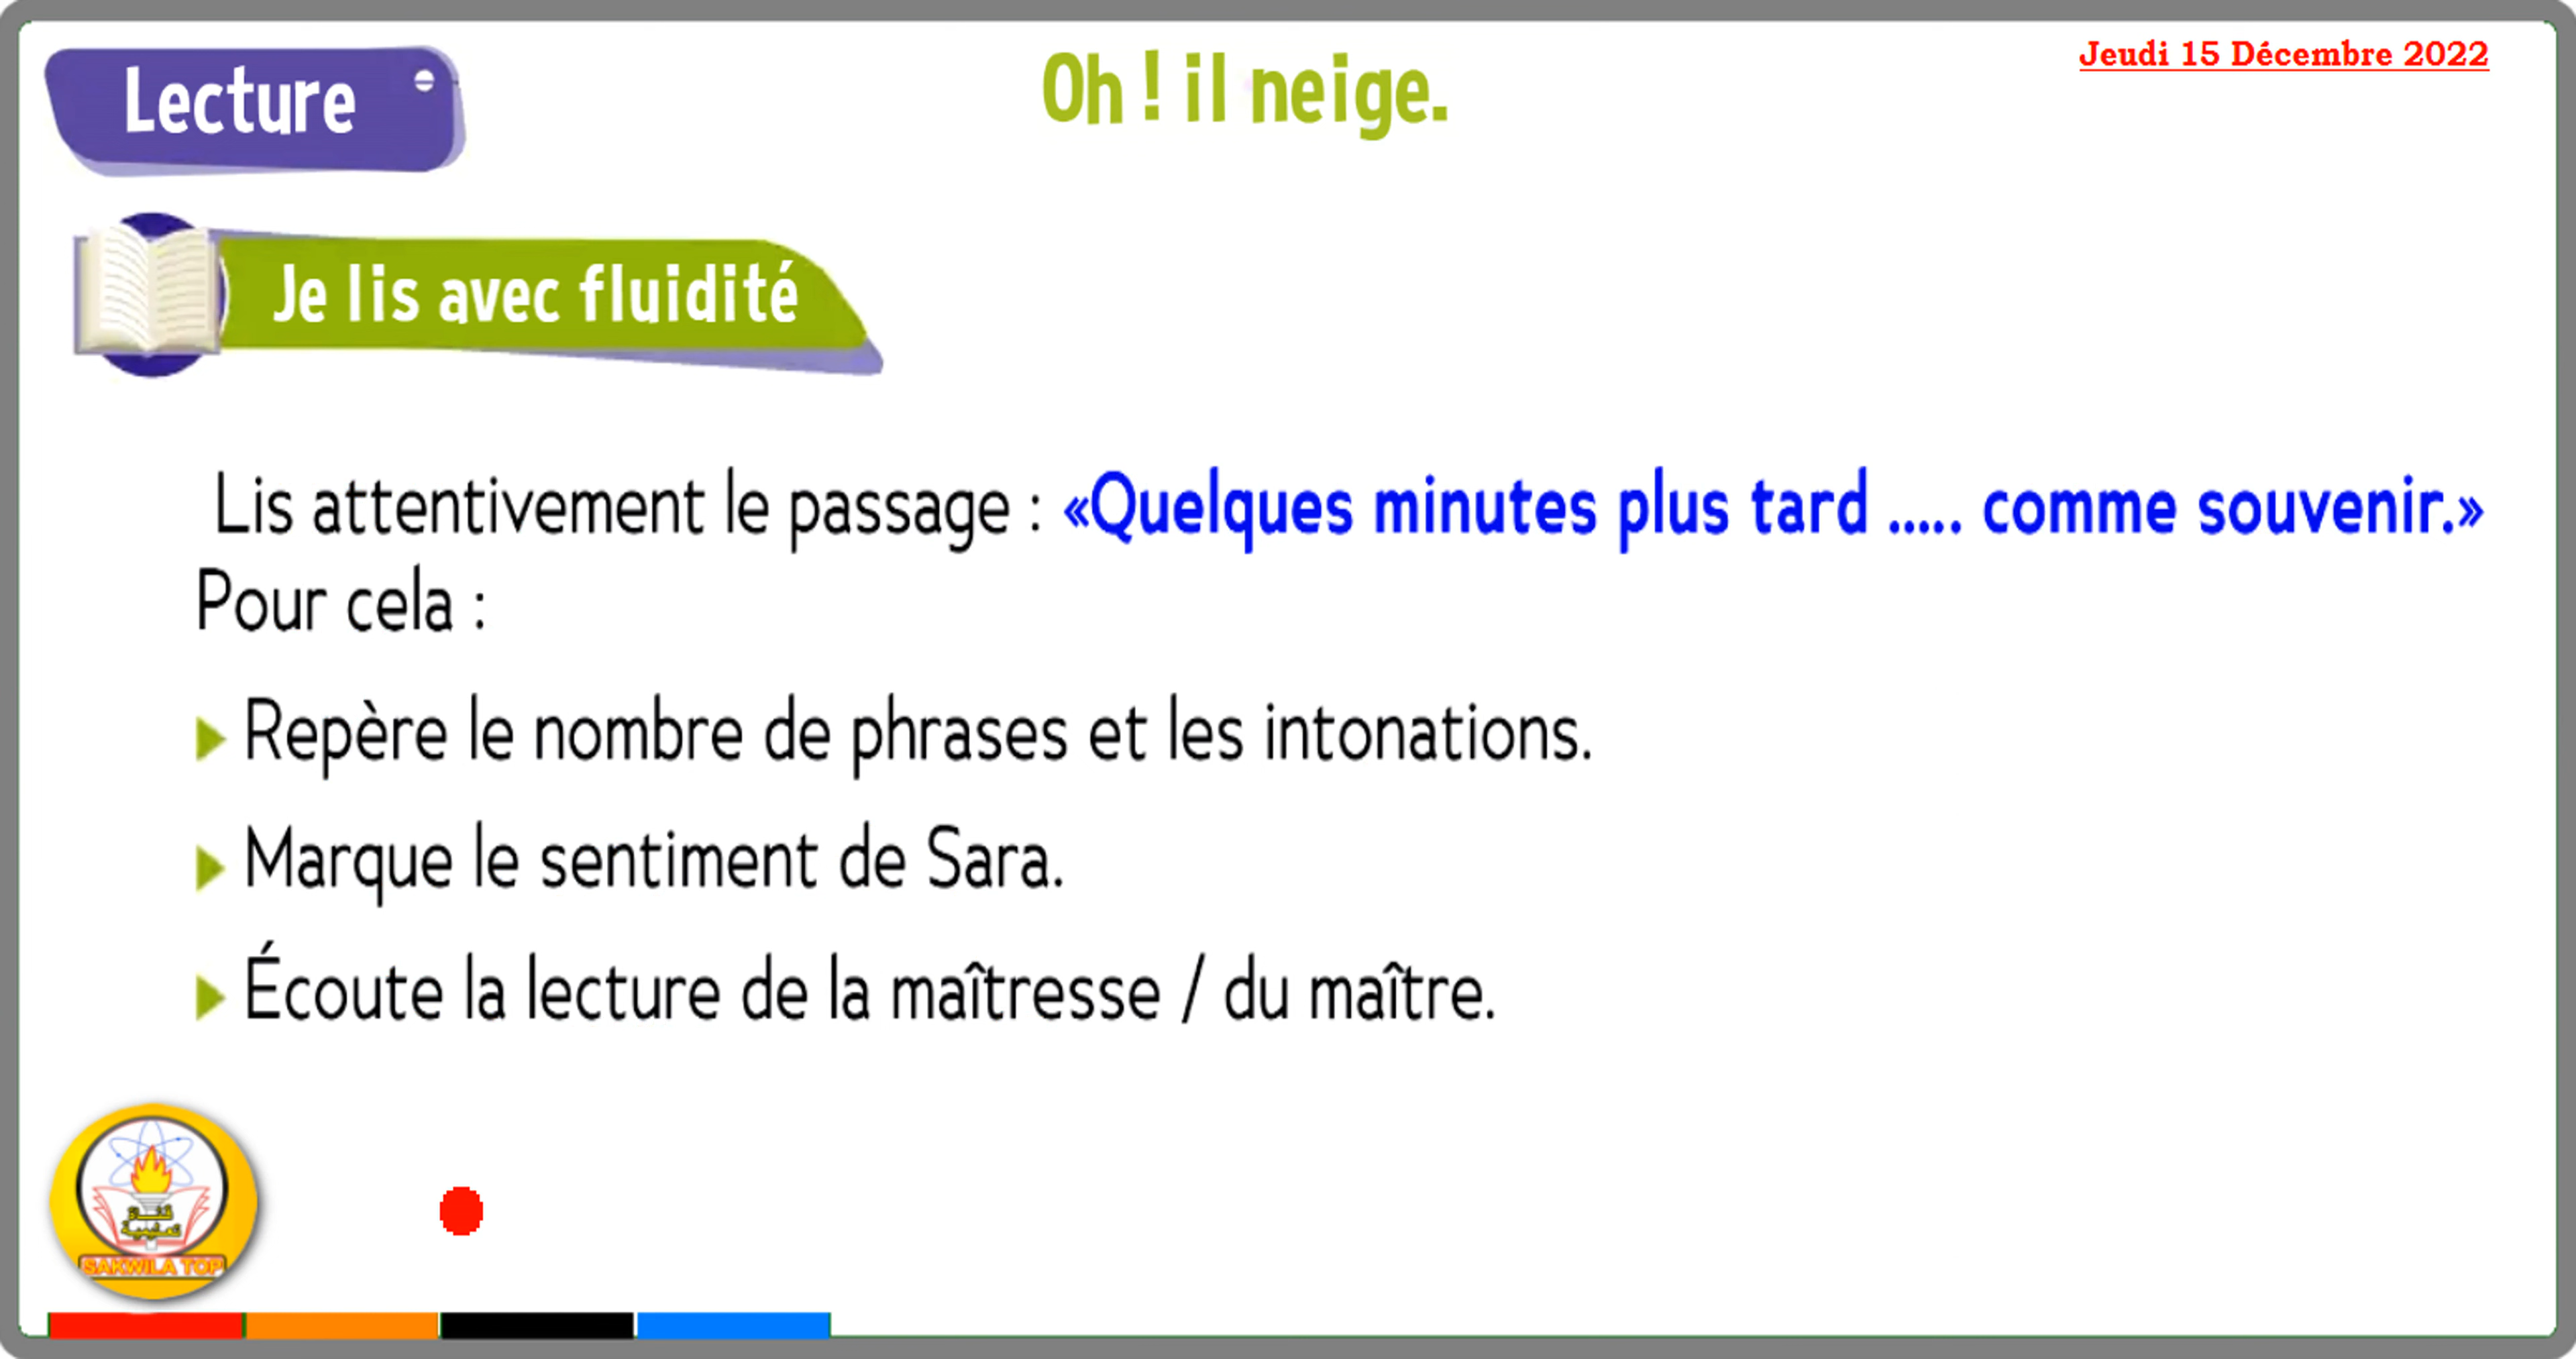 Lecture
Oh ! il neige.
Jeudi 15 Décembre 2022
Je lis avec fluidité
Lis attentivement le passage : «Quelques minutes plus tard ..... comme souvenir.»
Pour cela :
Repère le nombre de phrases et les intonations.
Marque le sentiment de Sara.
Écoute la lecture de la maîtresse / du maître.
قناة
تعليمية
SAKWILA TOP